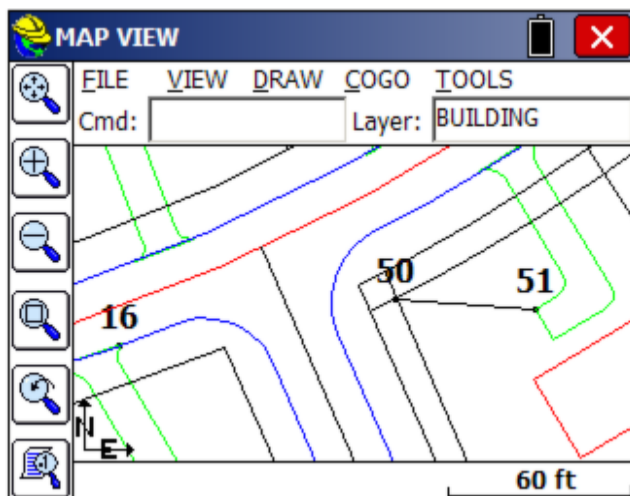 MAP VIEW
FILE VIEW DRAW COGO TOOLS
Cmd: Layer: BUILDING
50
51
16
N
E
60 ft